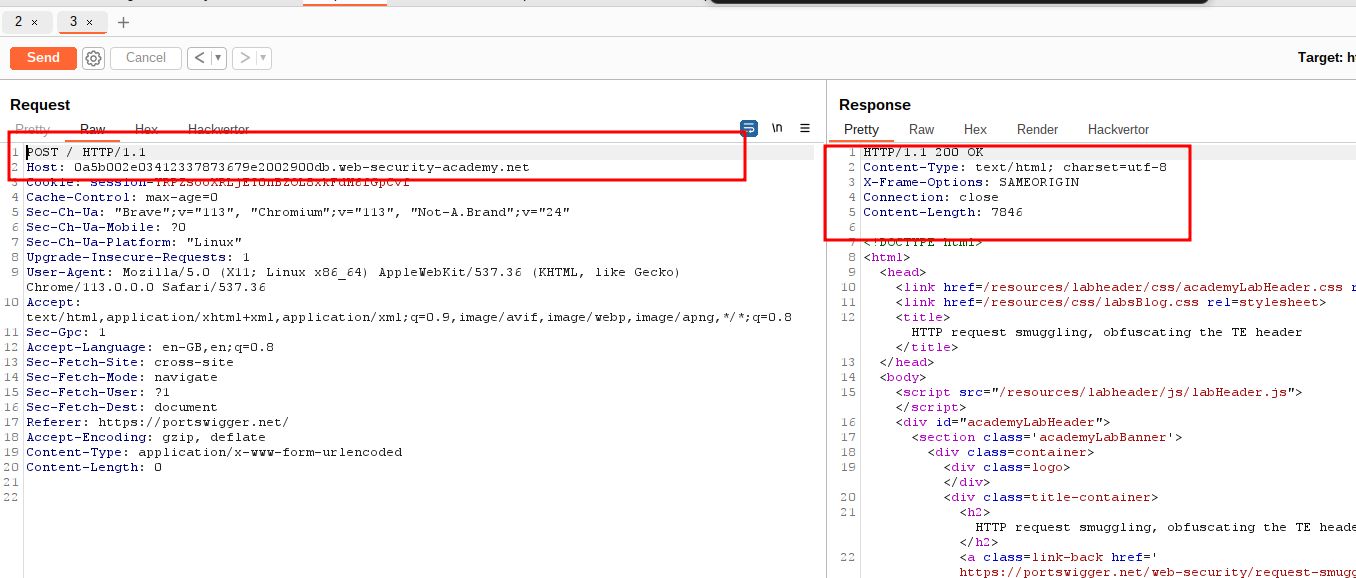 2 ×
3 ×
+
Send
Cancel
<
>
Target: h
Request
Pretty
Raw
Hex
Hackvertor
\n
1 POST / HTTP/1.1
2 Host: 0a5b002e03412337873679e2002900db.web-security-academy.net
3 Cookie:
4 Cache-Control: max-age=0
5 Sec-Ch-Ua: "Brave";v="113", "Chromium";v="113", "Not-A.Brand";v="24"
6 Sec-Ch-Ua-Mobile: ?0
7 Sec-Ch-Ua-Platform: "Linux"
8 Upgrade-Insecure-Requests: 1
9 User-Agent: Mozilla/5.0 (X11; Linux x86_64) AppleWebKit/537.36 (KHTML, like Gecko)
Chrome/113.0.0.0 Safari/537.36
10 Accept:
text/html,application/xhtml+xml,application/xml;q=0.9,image/avif,image/webp,image/apng,*/*;q=0.8
11 Sec-Gpc: 1
12 Accept-Language: en-GB,en;q=0.8
13 Sec-Fetch-Site: cross-site
14 Sec-Fetch-Mode: navigate
15 Sec-Fetch-User: ?1
16 Sec-Fetch-Dest: document
17 Referer: https://portswigger.net/
18 Accept-Encoding: gzip, deflate
19 Content-Type: application/x-www-form-urlencoded
20 Content-Length: 0
21
22
Response
Pretty
Raw
Hex
Render
Hackvertor
1 HTTP/1.1 200 OK
2 Content-Type: text/html; charset=utf-8
3 X-Frame-Options: SAMEORIGIN
4 Connection: close
5 Content-Length: 7846
6
7 <!DOCTYPE html>
8 <html>
9 <head>
10 <link href=/resources/labheader/css/academyLabHeader.css r
11 <link href=/resources/css/labsBlog.css rel=stylesheet>
12 <title>
HTTP request smuggling, obfuscating the TE header
</title>
13 </head>
14 <body>
15 <script src="/resources/labheader/js/labHeader.js">
</script>
16 <div id="academyLabHeader">
17 <section class='academyLabBanner'>
18 <div class=container>
19 <div class=logo>
</div>
20 <div class=title-container>
21 <h2>
HTTP request smuggling, obfuscating the TE heade
</h2>
22 <a class=link-back href='
https://portswigger.net/web-security/request-smugg